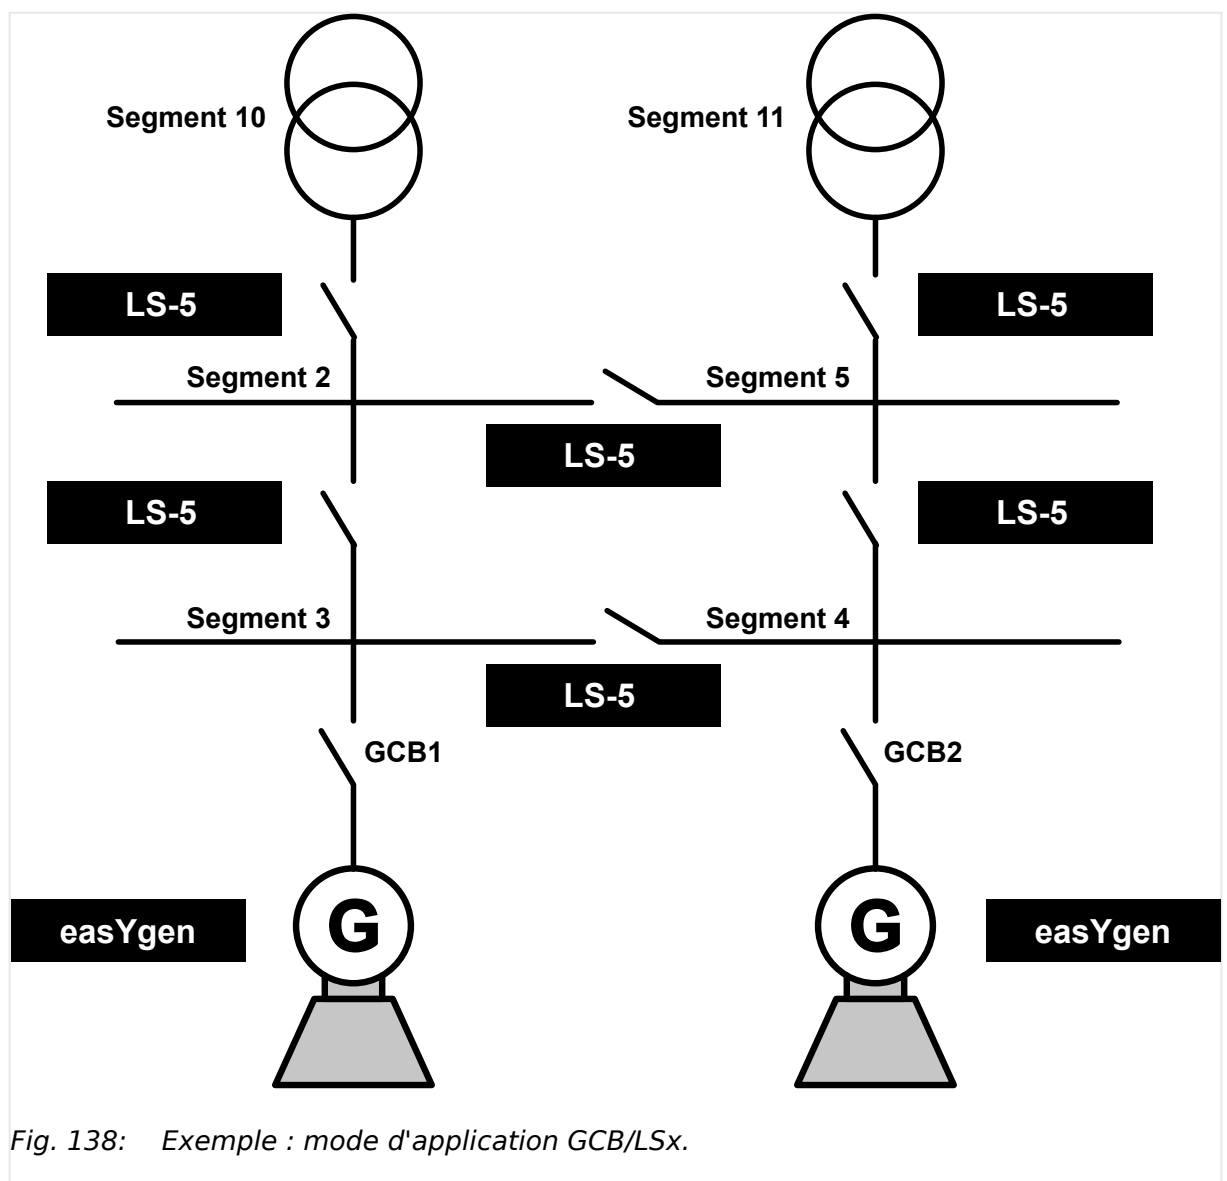 Segment 10
Segment 11
LS-5
LS-5
Segment 2
Segment 5
LS-5
LS-5
LS-5
Segment 3
Segment 4
LS-5
GCB1
GCB2
G
G
easYgen
easYgen
Fig. 138: Exemple : mode d'application GCB/LSx.